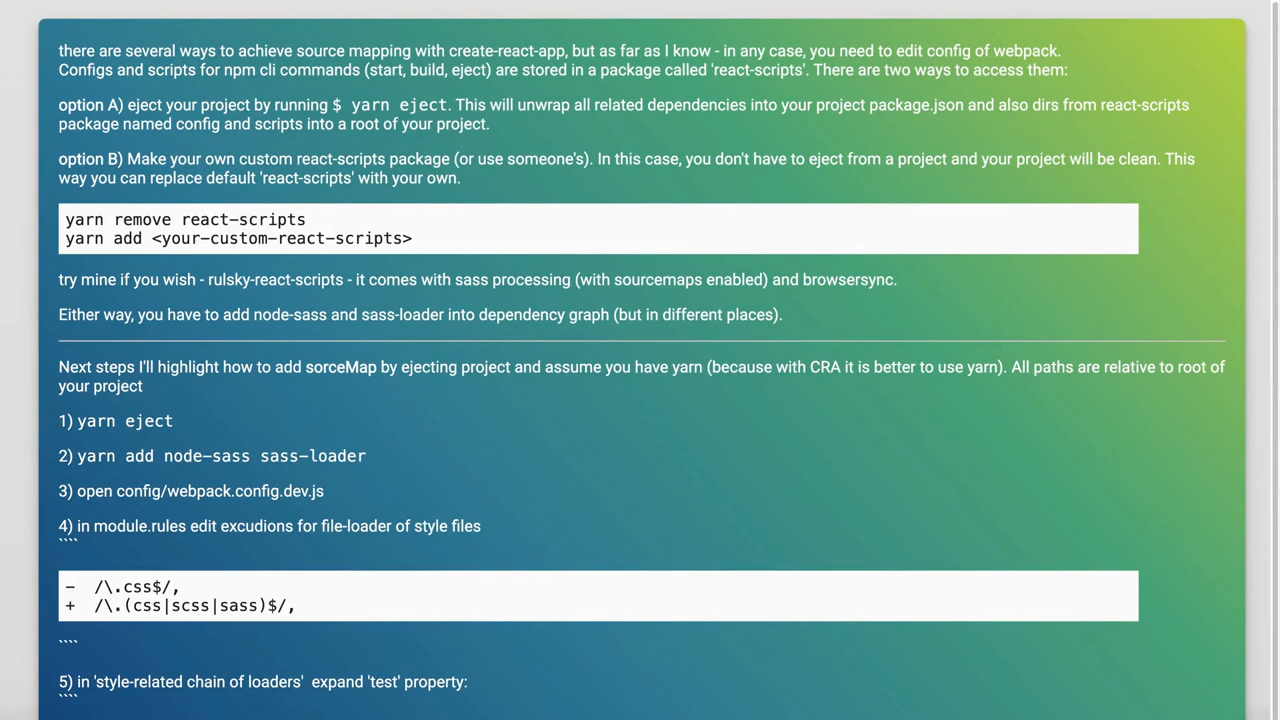 there are several ways to achieve source mapping with create-react-app, but as far as I know - in any case, you need to edit config of webpack.
Configs and scripts for npm cli commands (start, build, eject) are stored in a package called 'react-scripts'. There are two ways to access them:
option A) eject your project by running $ yarn eject. This will unwrap all related dependencies into your project package.json and also dirs from react-scripts
package named config and scripts into a root of your project.
option B) Make your own custom react-scripts package (or use someone's). In this case, you don't have to eject from a project and your project will be clean. This
way you can replace default 'react-scripts' with your own.
yarn remove react-scripts
yarn add <your-custom-react-scripts>
try mine if you wish - rulsky-react-scripts - it comes with sass processing (with sourcemaps enabled) and browsersync.
Either way, you have to add node-sass and sass-loader into dependency graph (but in different places).
Next steps I'll highlight how to add sorceMap by ejecting project and assume you have yarn (because with CRA it is better to use yarn). All paths are relative to root of
your project
1) yarn eject
2) yarn add node-sass sass-loader
3) open config/webpack.config.dev.js
4) in module.rules edit excudions for file-loader of style files
````
-  /\.css$/,
+  /\.(css|scss|sass)$/,
````
5) in 'style-related chain of loaders'  expand 'test' property:
````